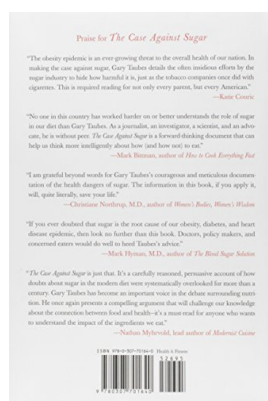 Praise for The Case Against Sugar
"The obesity epidemic is an ever-growing threat to the overall health of our nation. In
making the case against sugar, Gary Taubes details the often insidious efforts by the
sugar industry to hide how harmful it is, just as the tobacco companies once did with
cigarettes. This is required reading for not only every parent, but every American."
—Katie Couric
"No one in this country has worked harder or better understands the role of sugar
in our diet than Gary Taubes. As a journalist, an investigator, a scientist, and an advo-
cate, he is without peer. The Case Against Sugar is a forward-thinking document that can
help us think more intelligently about how (and how not) to eat."
—Mark Bittman, author of How to Cook Everything Fast
"I am grateful beyond words for Gary Taubes's courageous and meticulous documen-
tation of the health dangers of sugar. The information in this book, if you apply it,
will, quite literally, save your life."
—Christiane Northrup, M.D., author of Women's Bodies, Women's Wisdom
"If you ever doubted that sugar is the root cause of our obesity, diabetes, and heart
disease epidemic, then look no further than this book. Doctors, policy makers, and
concerned eaters would do well to heed Taubes's advice."
—Mark Hyman, M.D., author of The Blood Sugar Solution
"The Case Against Sugar is just that. It's a carefully reasoned, persuasive account of how
doubts about sugar in the modern diet were systematically overlooked for more than a
century. Gary Taubes has become an important voice in the debate surrounding nutri-
tion. He once again presents a compelling argument that will challenge our knowledge
about the connection between food and health—it's a must-read for anyone who wants
to understand the impact of the ingredients we eat."
—Nathan Myhrvold, lead author of Modernist Cuisine
ISBN 978-0-307-70164-0 Health & Fitness
52695
9 780307 701640